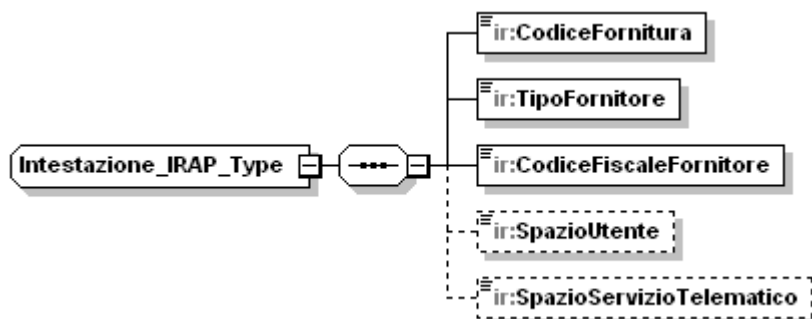 ir:CodiceFornitura
ir:TipoFornitore
Intestazione_IRAP_Type
ir:CodiceFiscaleFornitore
ir:SpazioUtente
ir:SpazioServizioTelematico